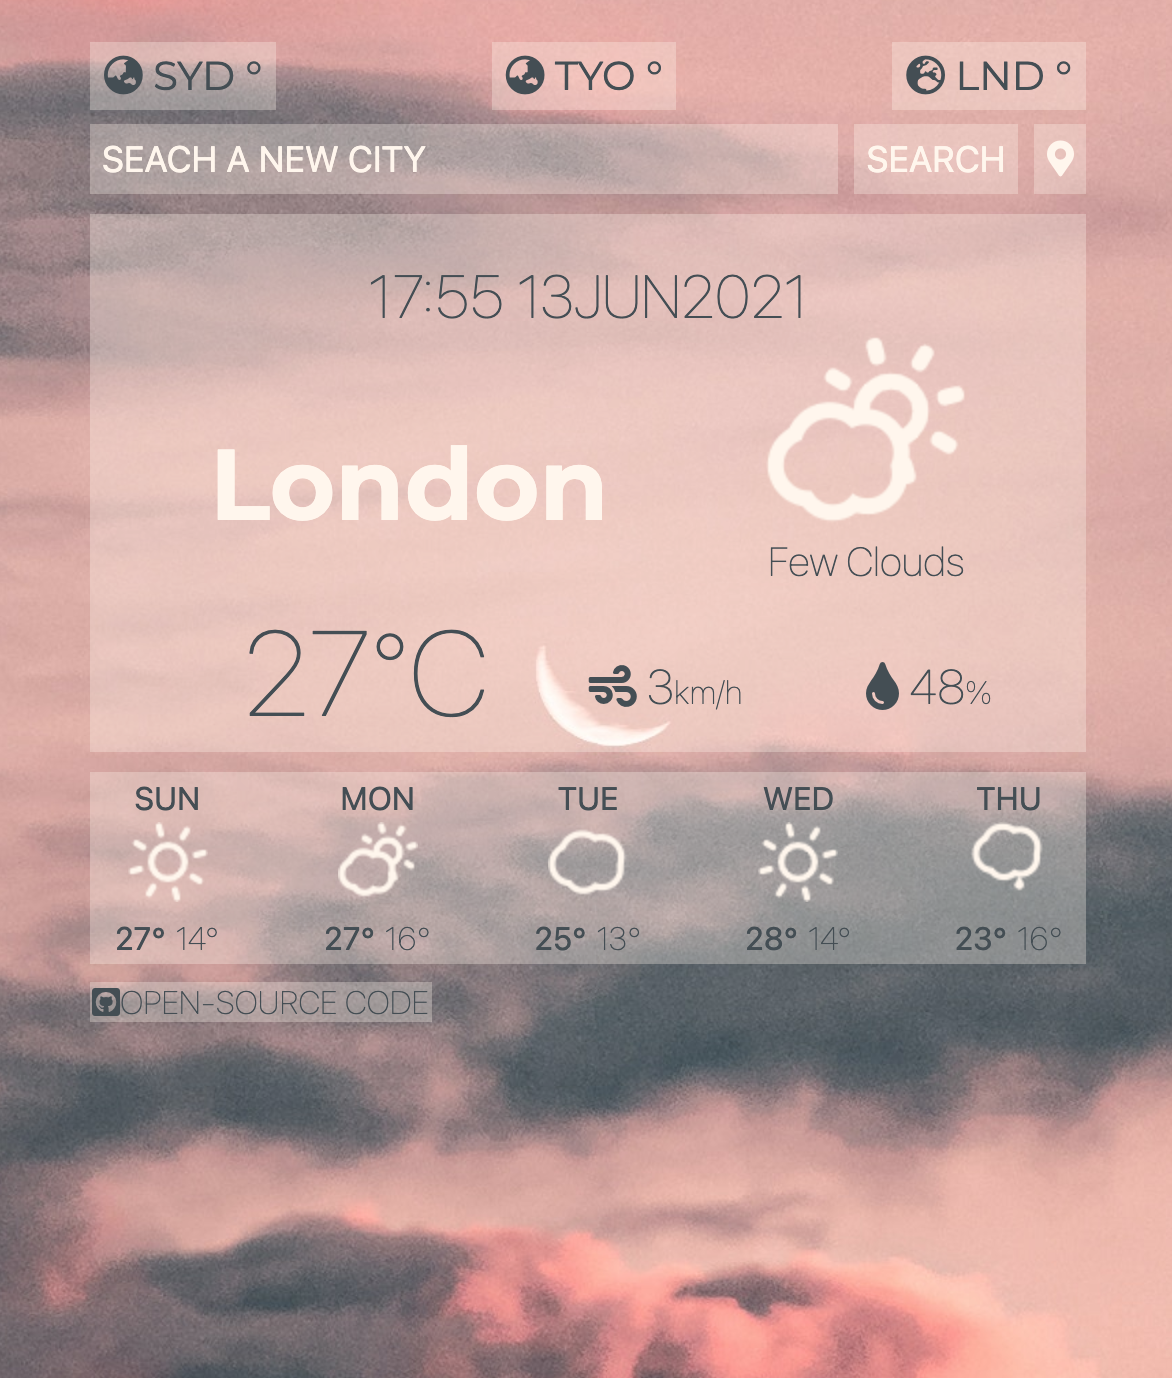 SYD °
TYO °
LND °
SEACH A NEW CITY
SEARCH
17:55 13JUN2021
London
Few Clouds
27°C
3km/h
48%
SUN
MON
TUE
WED
THU
27° 14°
27° 16°
25° 13°
28° 14°
23° 16°
OPEN-SOURCE CODE